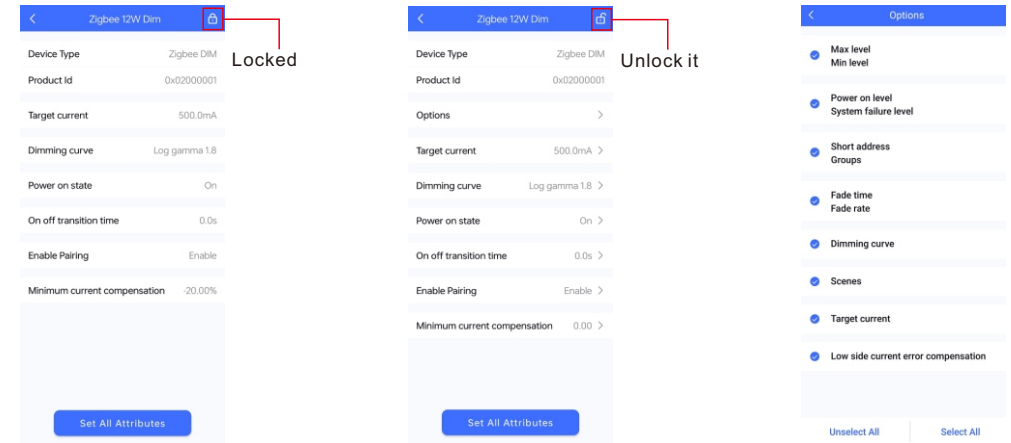 Zigbee 12W Dim
Locked
Device Type Zigbee DIM
Product Id 0x02000001
Target current 500.0mA
Dimming curve Log gamma 1.8
Power on state On
On off transition time 0.0s
Enable Pairing Enable
Minimum current compensation -20.00%
Set All Attributes
Zigbee 12W Dim
Unlock it
Device Type Zigbee DIM
Product Id 0x02000001
Options
Target current 500.0mA
Dimming curve Log gamma 1.8
Power on state On
On off transition time 0.0s
Enable Pairing Enable
Minimum current compensation 0.00
Set All Attributes
Options
Max level
Min level
Power on level
System failure level
Short address
Groups
Fade time
Fade rate
Dimming curve
Scenes
Target current
Low side current error compensation
Unselect All Select All